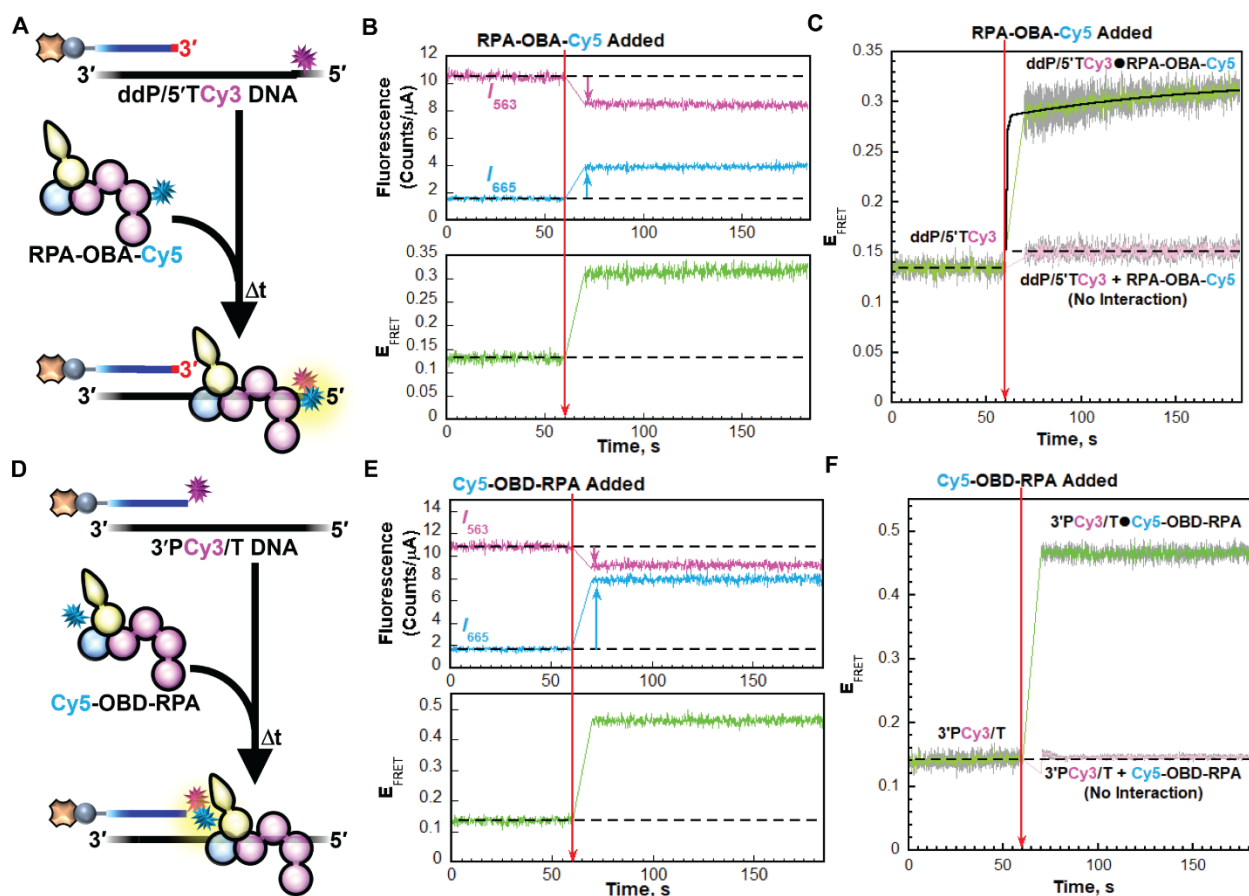 A
3′
3′
5′
ddP/5′TCy3 DNA
RPA-OBA-Cy5
Δt
3′
3′
5′
B
RPA-OBA-Cy5 Added
Fluorescence
(Counts/µA)
12
10
8
6
4
2
0
I563
I665
EFRET
0.35
0.3
0.25
0.2
0.15
0.1
0.05
0
0
50
100
150
Time, s
C
RPA-OBA-Cy5 Added
EFRET
0.35
0.3
0.25
0.2
0.15
0.1
0.05
0
ddP/5'TCy3●RPA-OBA-Cy5
ddP/5'TCy3
ddP/5'TCy3 + RPA-OBA-Cy5
(No Interaction)
0
50
100
150
Time, s
D
3′
5′
3′PCy3/T DNA
Cy5-OBD-RPA
Δt
3′
5′
E
Cy5-OBD-RPA Added
Fluorescence
(Counts/µA)
14
12
10
8
6
4
2
0
I563
I665
EFRET
0.5
0.4
0.3
0.2
0.1
0
0
50
100
150
Time, s
F
Cy5-OBD-RPA Added
EFRET
0.5
0.4
0.3
0.2
0.1
0
3'PCy3/T●Cy5-OBD-RPA
3'PCy3/T
3'PCy3/T + Cy5-OBD-RPA
(No Interaction)
0
50
100
150
Time, s